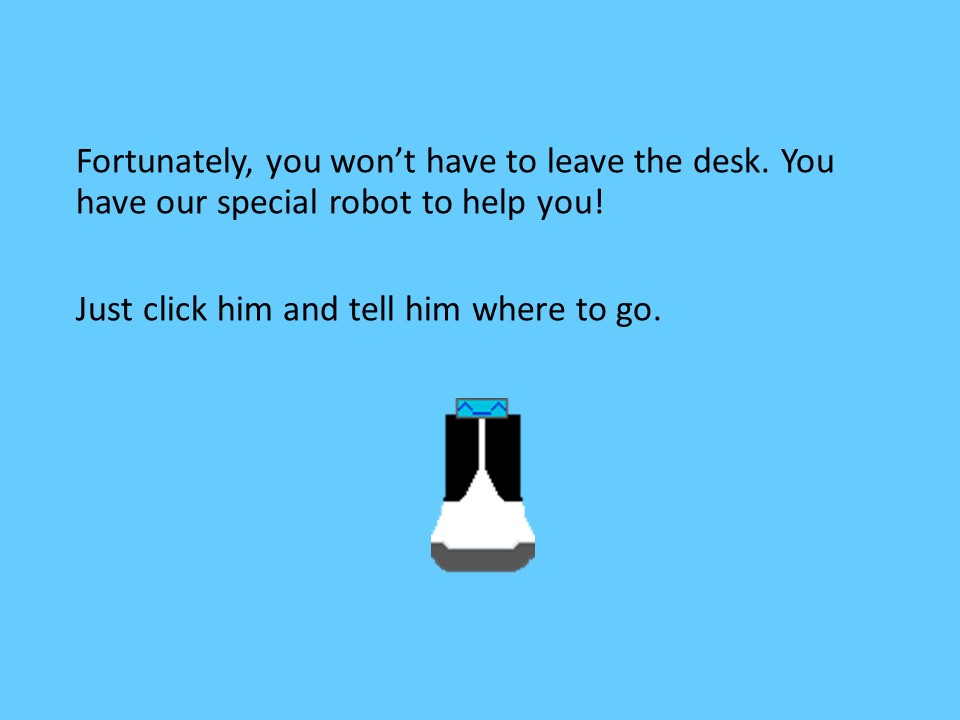 Fortunately, you won’t have to leave the desk. You
have our special robot to help you!
Just click him and tell him where to go.